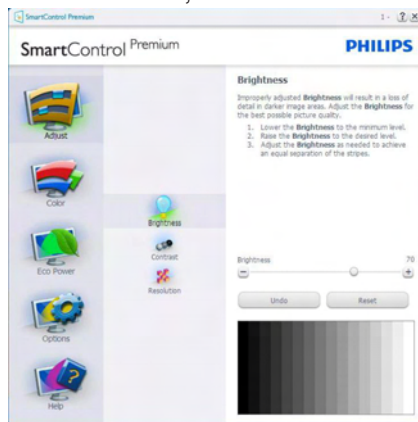 SmartControl Premium
1 -
?
X
SmartControl Premium
PHILIPS
Adjust
Color
Eco Power
Options
Help
Brightness
Contrast
Resolution
Brightness
Improperly adjusted Brightness will result in a loss of
detail in darker image areas. Adjust the Brightness for
the best possible picture quality.
1. Lower the Brightness to the minimum level.
2. Raise the Brightness to the desired level.
3. Adjust the Brightness as needed to achieve
an equal separation of the stripes.
Brightness 70
Undo Reset